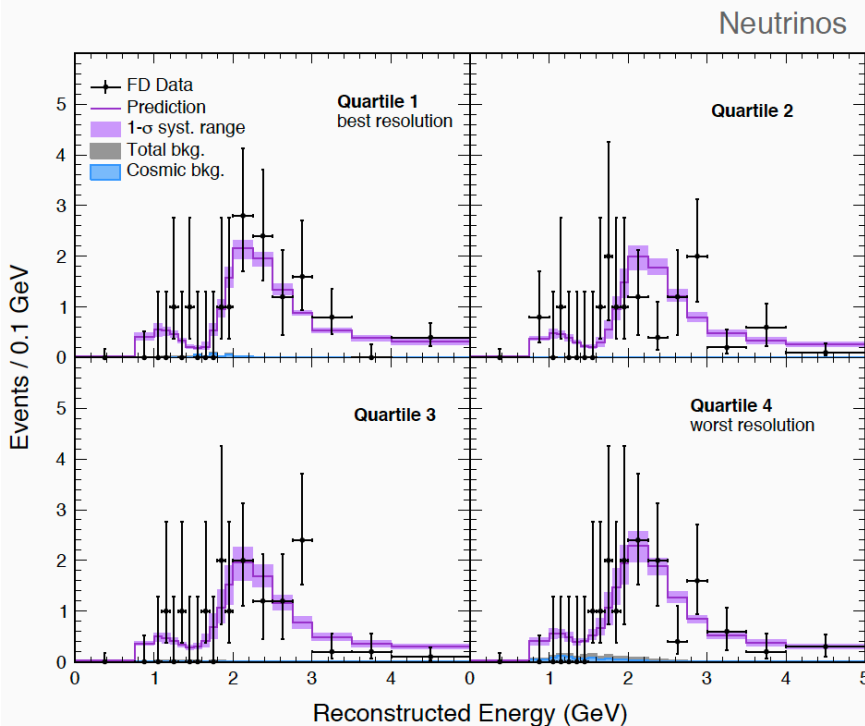 Neutrinos
FD Data
Prediction
1-σ syst. range
Total bkg.
Cosmic bkg.
Quartile 1
best resolution
Quartile 2
5
4
3
2
1
0
Events / 0.1 GeV
Quartile 3
Quartile 4
worst resolution
5
4
3
2
1
0
0 1 2 3 4 0 1 2 3 4 5
Reconstructed Energy (GeV)